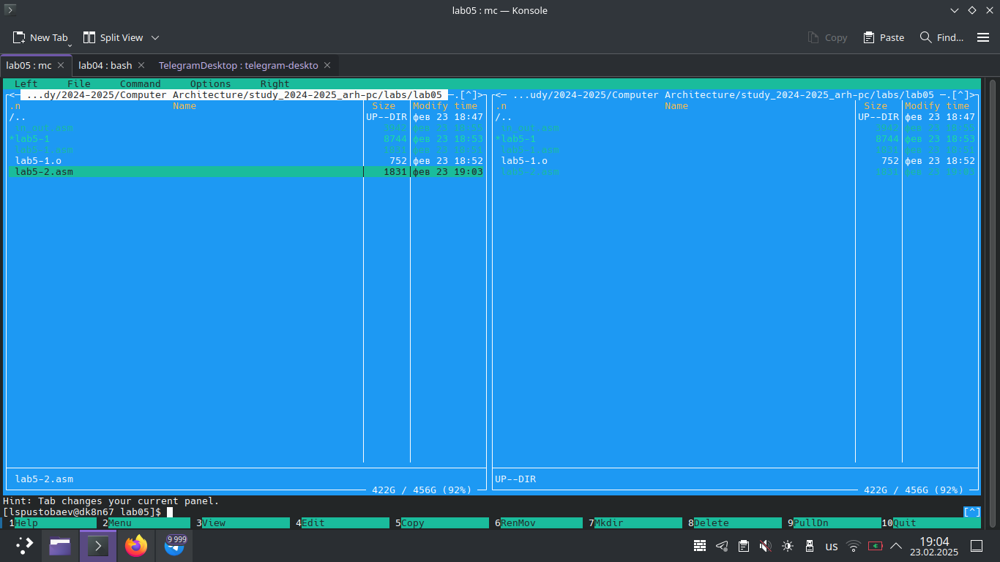 lab05 : mc — Konsole
New Tab Split View Copy Paste Find...
lab05 : mc lab04 : bash TelegramDesktop : telegram-deskto
Left File Command Options Right
<─ ...dy/2024-2025/Computer Architecture/study_2024-2025_arh-pc/labs/lab05 ─.[^]>
.n Name Size Modify time
/.. UP--DIR фев 23 18:47
in_out.asm 3942 фев 23 18:55
*lab5-1 8744 фев 23 18:53
lab5-1.asm 1831 фев 23 18:51
lab5-1.o 752 фев 23 18:52
lab5-2.asm 1831 фев 23 19:03
lab5-2.asm
422G / 456G (92%)
<─ ...udy/2024-2025/Computer Architecture/study_2024-2025_arh-pc/labs/lab05 ─.[^]>
.n Name Size Modify time
/.. UP--DIR фев 23 18:47
in_out.asm 3942 фев 23 18:55
*lab5-1 8744 фев 23 18:53
lab5-1.asm 1831 фев 23 18:51
lab5-1.o 752 фев 23 18:52
lab5-2.asm 1831 фев 23 19:03
UP--DIR
422G / 456G (92%)
Hint: Tab changes your current panel.
[lspustobaev@dk8n67 lab05]$ [^]
1Help 2Menu 3View 4Edit 5Copy 6RenMov 7Mkdir 8Delete 9PullDn 10Quit
9 999
us
19:04
23.02.2025